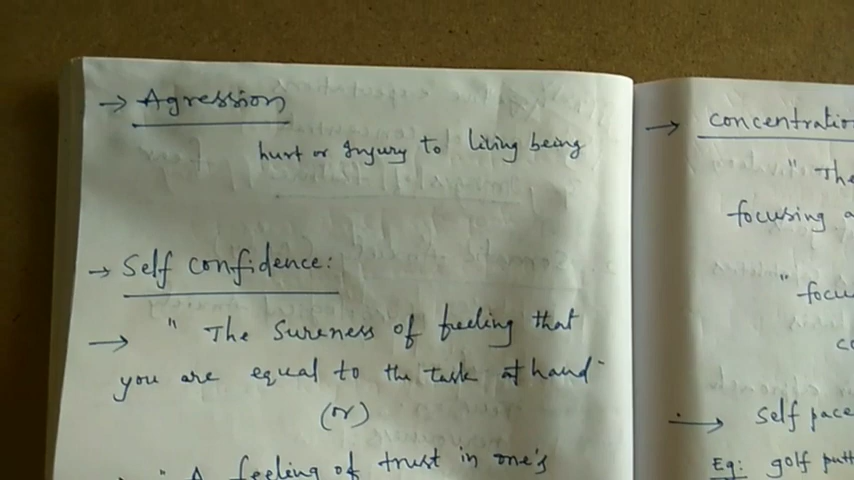 → Agression
hurt or Injury to living being
→ Self confidence:
→ " The Sureness of feeling that
you are equal to the task at hand
(or)
" A feeling of trust in one's
→ concentratio
" The
focusing a
" focu
co
→ Self pace
Eg: golf putt